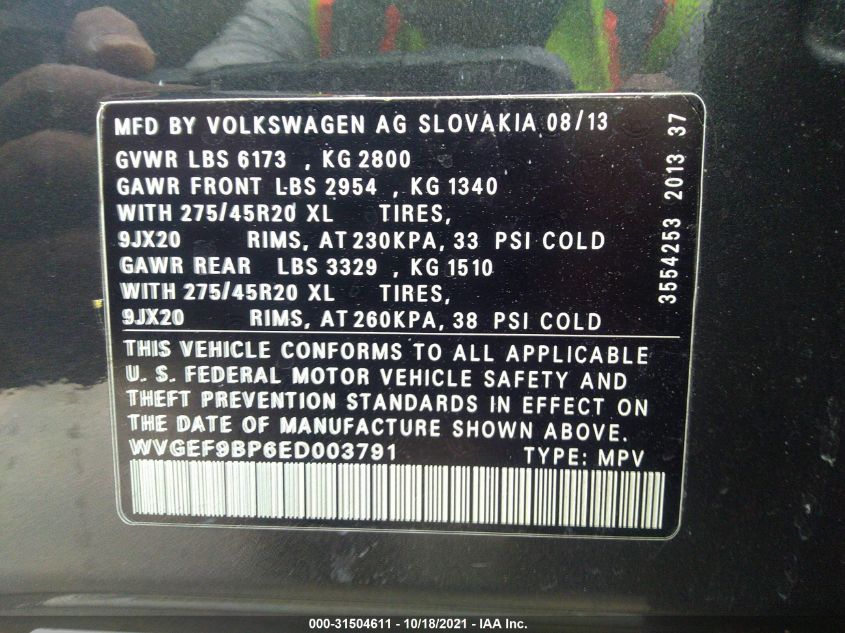 MFD BY VOLKSWAGEN AG SLOVAKIA 08/13
GVWR LBS 6173 , KG 2800
GAWR FRONT LBS 2954 , KG 1340
WITH 275/45R20 XL TIRES,
9JX20 RIMS, AT 230KPA, 33 PSI COLD
GAWR REAR LBS 3329 , KG 1510
WITH 275/45R20 XL TIRES,
9JX20 RIMS, AT 260KPA, 38 PSI COLD
3554253 2013 37
THIS VEHICLE CONFORMS TO ALL APPLICABLE
U. S. FEDERAL MOTOR VEHICLE SAFETY AND
THEFT PREVENTION STANDARDS IN EFFECT ON
THE DATE OF MANUFACTURE SHOWN ABOVE.
WVGEF9BP6ED003791 TYPE: MPV
000-31504611 - 10/18/2021 - IAA Inc.